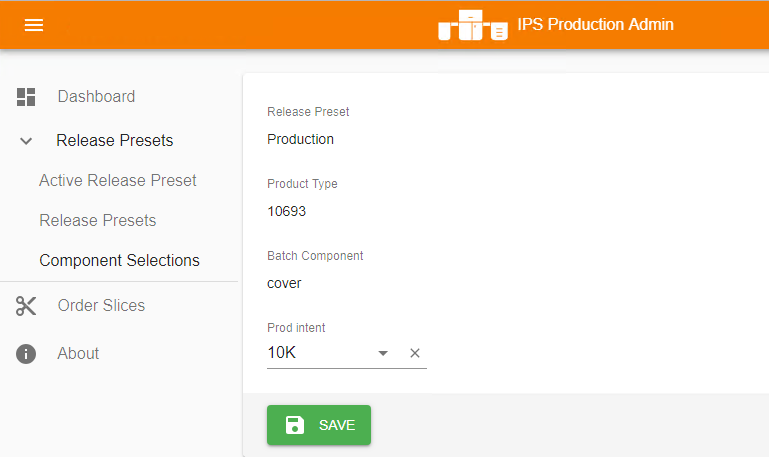 IPS Production Admin
Dashboard
Release Presets
Active Release Preset
Release Presets
Component Selections
Order Slices
About
Release Preset
Production
Product Type
10693
Batch Component
cover
Prod intent
10K
SAVE